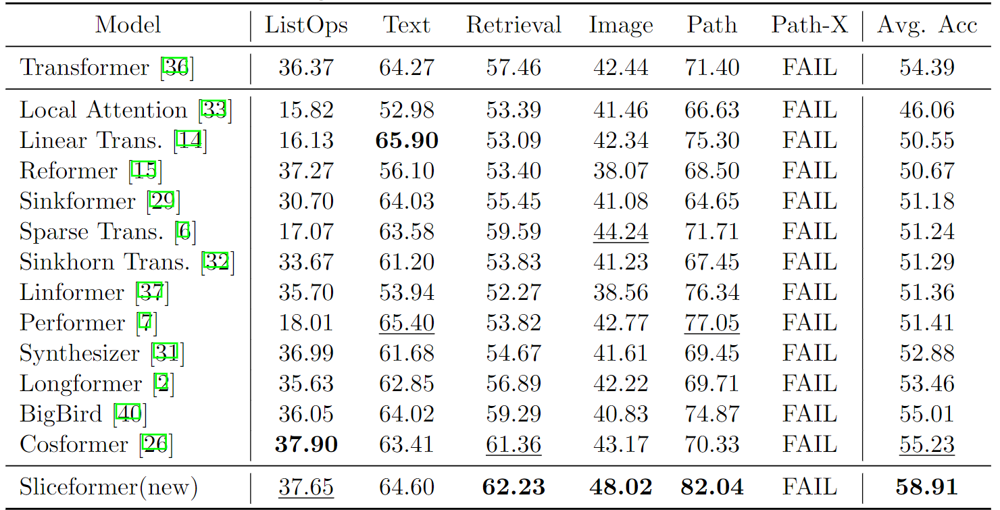 Model ListOps Text Retrieval Image Path Path-X Avg. Acc
Transformer [36] 36.37 64.27 57.46 42.44 71.40 FAIL 54.39
Local Attention [33] 15.82 52.98 53.39 41.46 66.63 FAIL 46.06
Linear Trans. [14] 16.13 65.90 53.09 42.34 75.30 FAIL 50.55
Reformer [15] 37.27 56.10 53.40 38.07 68.50 FAIL 50.67
Sinkformer [29] 30.70 64.03 55.45 41.08 64.65 FAIL 51.18
Sparse Trans. [6] 17.07 63.58 59.59 44.24 71.71 FAIL 51.24
Sinkhorn Trans. [32] 33.67 61.20 53.83 41.23 67.45 FAIL 51.29
Linformer [37] 35.70 53.94 52.27 38.56 76.34 FAIL 51.36
Performer [7] 18.01 65.40 53.82 42.77 77.05 FAIL 51.41
Synthesizer [31] 36.99 61.68 54.67 41.61 69.45 FAIL 52.88
Longformer [2] 35.63 62.85 56.89 42.22 69.71 FAIL 53.46
BigBird [40] 36.05 64.02 59.29 40.83 74.87 FAIL 55.01
Cosformer [26] 37.90 63.41 61.36 43.17 70.33 FAIL 55.23
Sliceformer(new) 37.65 64.60 62.23 48.02 82.04 FAIL 58.91